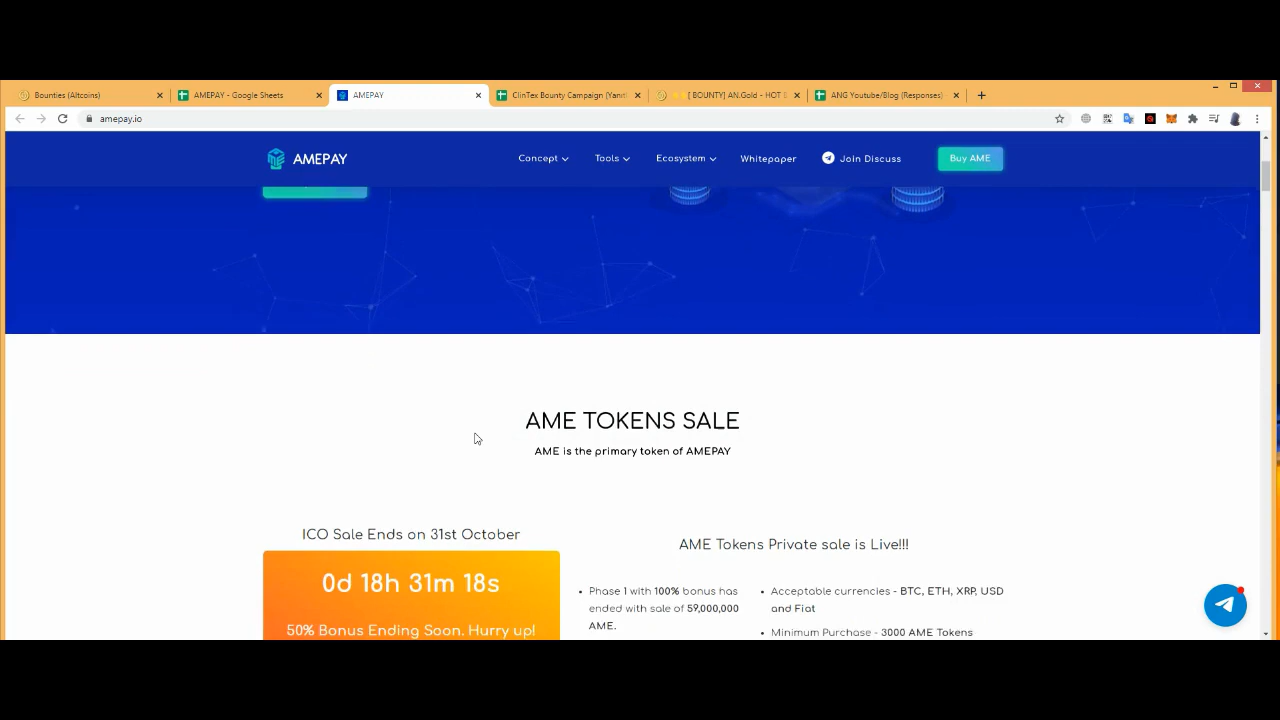 Bounties (Altcoins)
AMEPAY - Google Sheets
AMEPAY
ClinTex Bounty Campaign [Yanni
[ BOUNTY] AN.Gold - HOT
ANG Youtube/Blog (Responses)
amepay.io
AMEPAY
Concept
Tools
Ecosystem
Whitepaper
Join Discuss
Buy AME
AME TOKENS SALE
AME is the primary token of AMEPAY
ICO Sale Ends on 31st October
0d 18h 31m 18s
50% Bonus Ending Soon. Hurry up!
AME Tokens Private sale is Live!!!
Phase 1 with 100% bonus has
ended with sale of 59,000,000
AME.
Acceptable currencies - BTC, ETH, XRP, USD
and Fiat
Minimum Purchase - 3000 AME Tokens